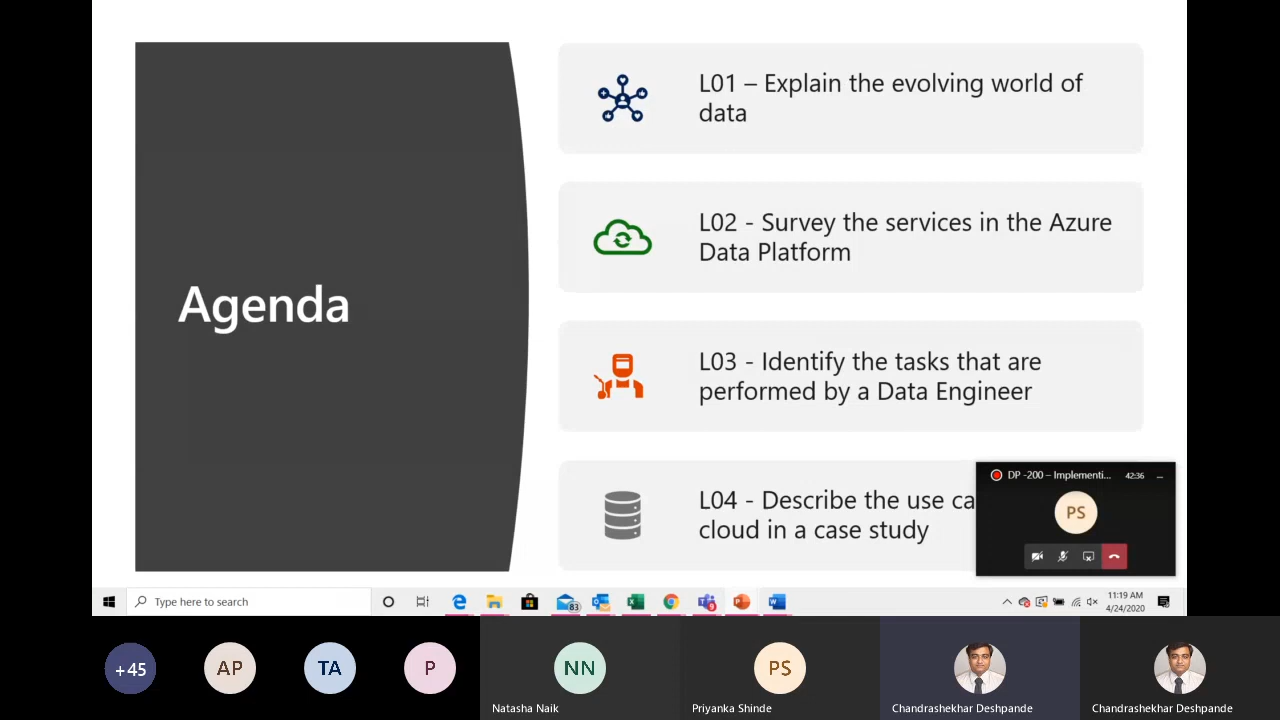 Agenda
L01 – Explain the evolving world of
data
L02 - Survey the services in the Azure
Data Platform
L03 - Identify the tasks that are
performed by a Data Engineer
L04 - Describe the use ca
cloud in a case study
DP -200 – Implementi...
42:36
PS
Type here to search
83
11:19 AM
4/24/2020
+45
AP
TA
P
NN
PS
Natasha Naik
Priyanka Shinde
Chandrashekhar Deshpande
Chandrashekhar Deshpande